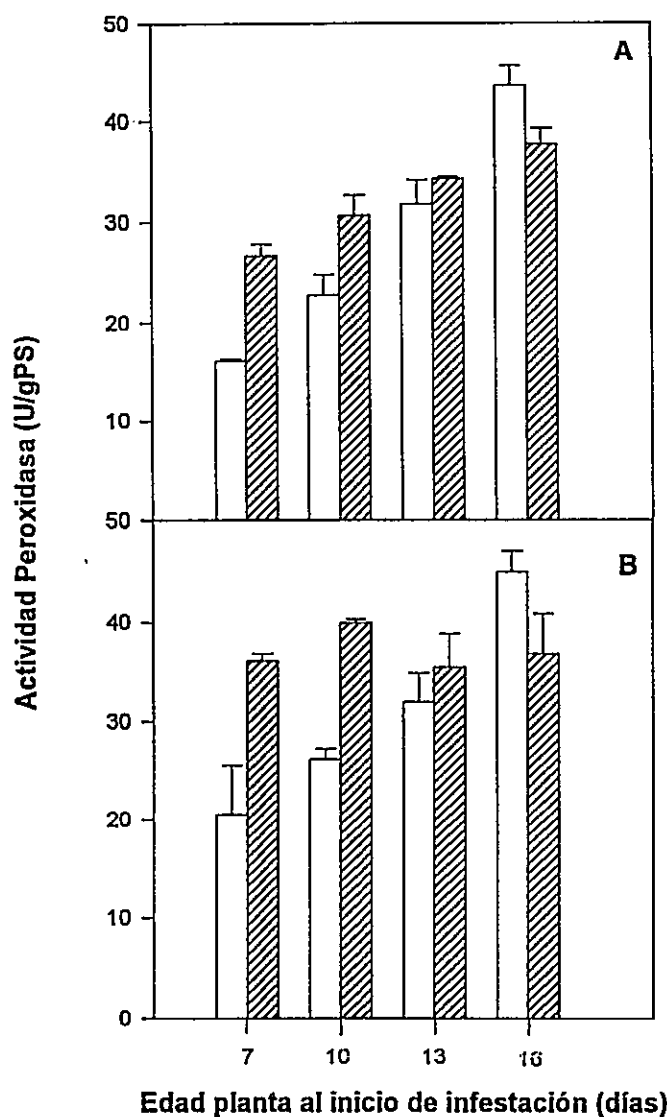 50
A
40
30
20
10
Actividad Peroxidasa (U/gPS)
50
B
40
30
20
10
0
7 10 13 16
Edad planta al inicio de infestación (días)